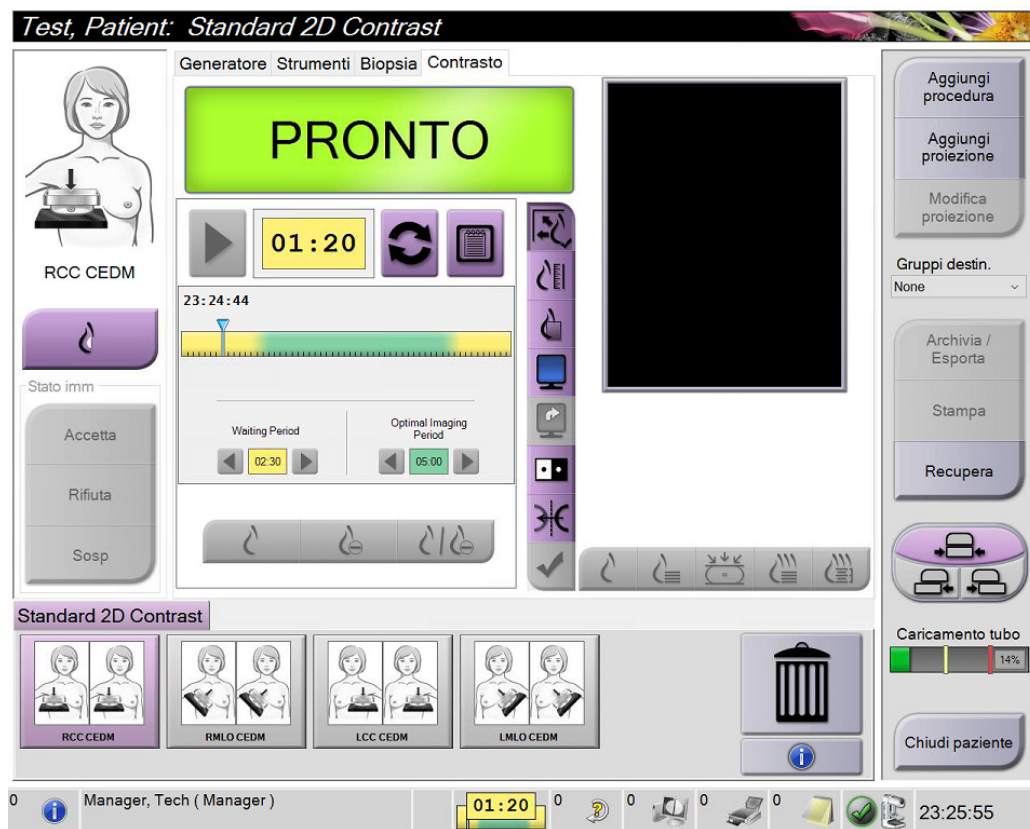 Test, Patient: Standard 2D Contrast
Generatore Strumenti Biopsia Contrasto
PRONTO
RCC CEDM
01:20
23:24:44
Waiting Period
Optimal Imaging
Period
02:30
05:00
Stato imm
Accetta
Rifiuta
Sosp
Aggiungi
procedura
Aggiungi
proiezione
Modifica
proiezione
Gruppi destin.
None
Archivia /
Esporta
Stampa
Recupera
Caricamento tubo
14%
Chiudi paziente
Standard 2D Contrast
RCC CEDM
RMLO CEDM
LCC CEDM
LMLO CEDM
0 Manager, Tech ( Manager ) 01:20 0 0 0 0 23:25:55